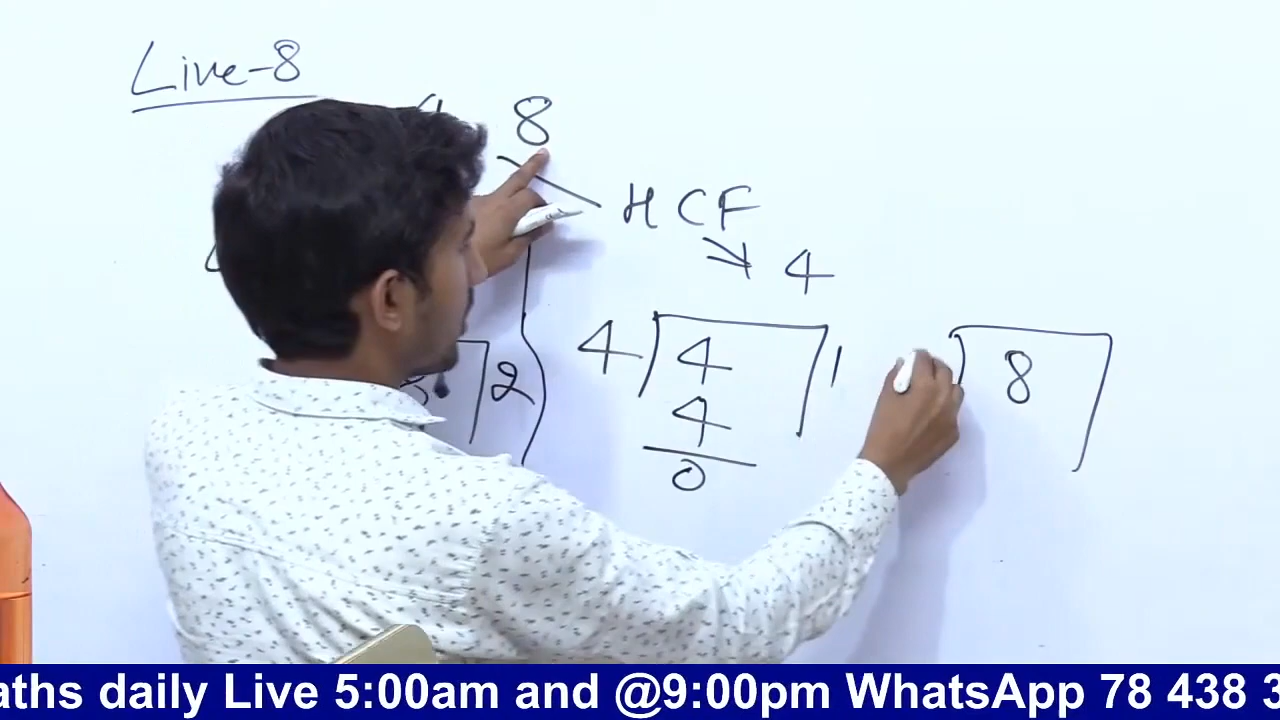 Live-8
4 8
HCF
4
4 4 1 8
2
4
0
aths daily Live 5:00am and @9:00pm WhatsApp 78 438 3